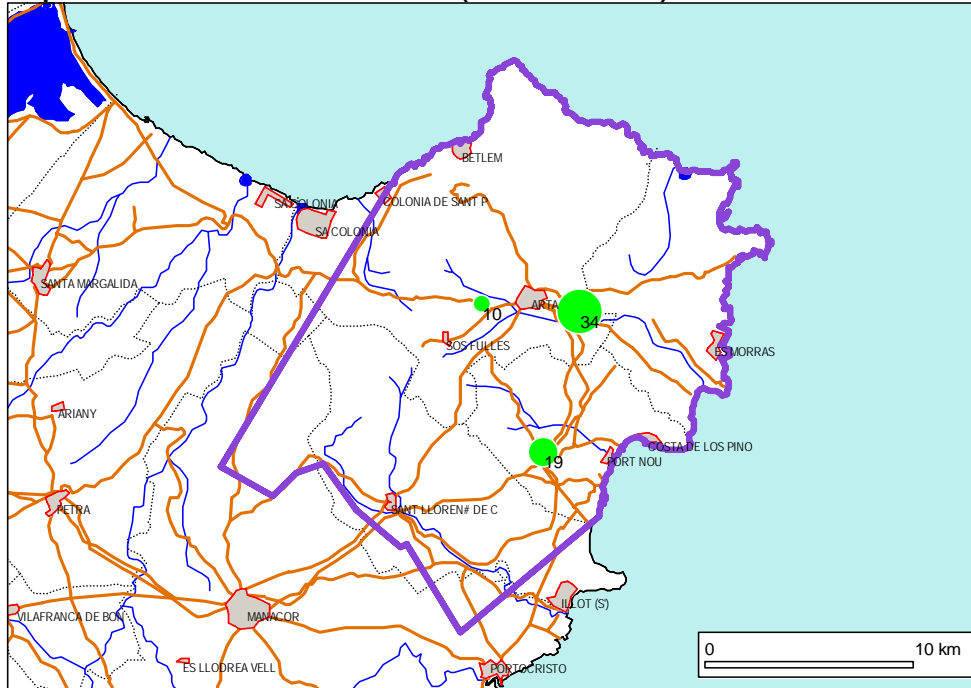 BETLEM
COLONIA DE SANT P
SA COLONIA
SA COLONIA
SANTA MARGALIDA
ARTA
10
34
SOS FULLES
ES MORRAS
ARIANY
COSTA DE LOS PINO
19
PORT NOU
PETRA
SANT LLOREN# DE C
ILLOT (S')
VILAFRANCA DE BON
MANACOR
ES LLODREA VELL
PORTOCRISTO
0 10 km